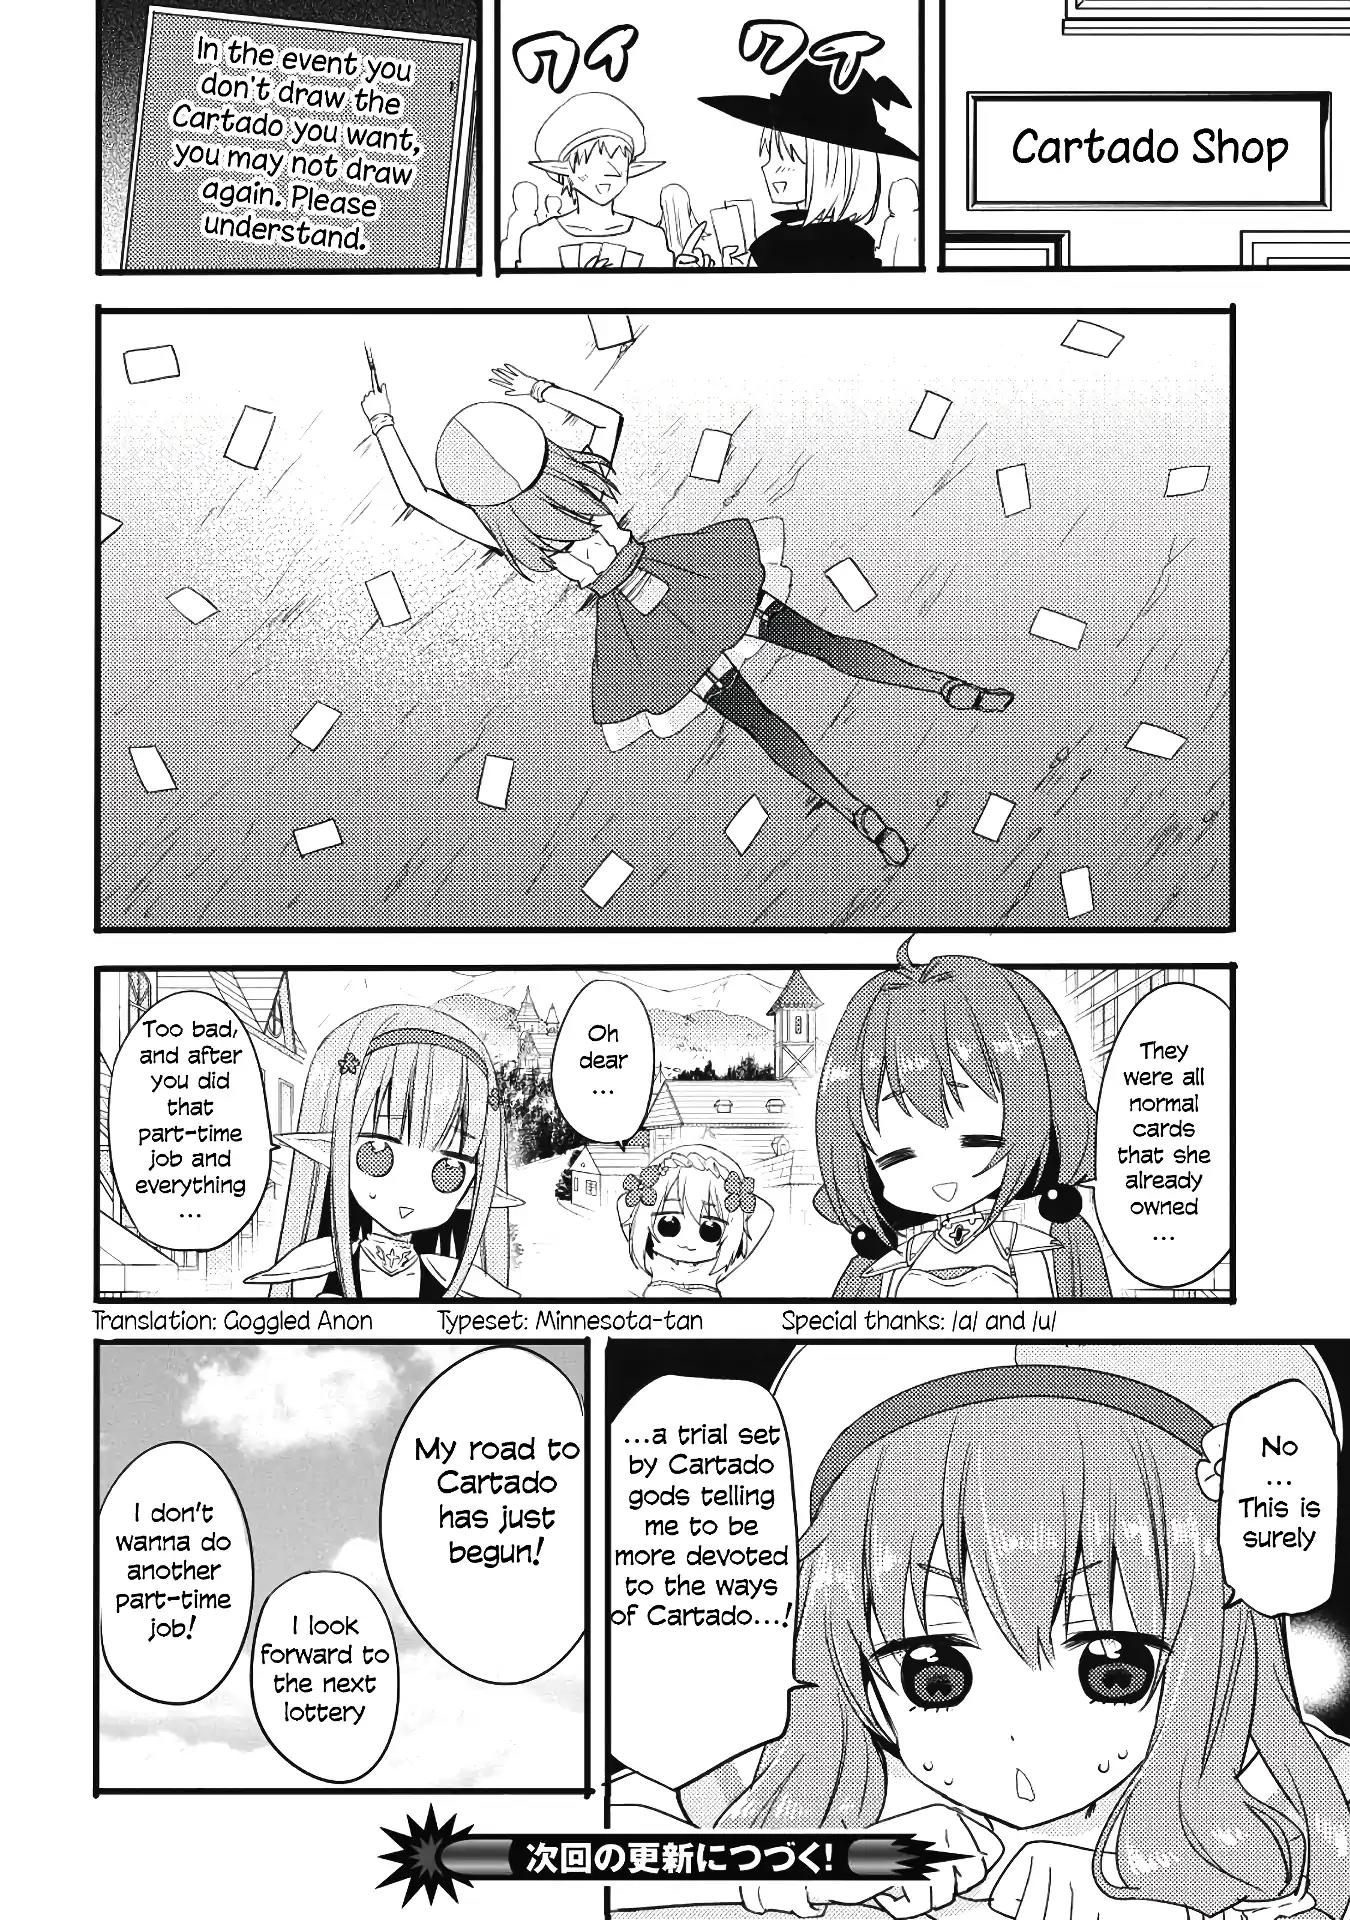 Cartado Shop
ワイ
ワイ
In the event you
don't draw the
Cartado you want,
you may not draw
again. Please
understand.
They
were all
normal
cards
that she
already
owned
...
Oh
dear
...
Too bad,
and after
you did
that
part-time
job and
everything
...
Translation: Goggled Anon
Typeset: Minnesota-tan
Special thanks: /a/ and /u/
No
...
This is
surely
...a trial set
by Cartado
gods telling
me to be
more devoted
to the ways
of Cartado...!
My road to
Cartado
has just
begun!
I look
forward to
the next
lottery
I don't
wanna do
another
part-time
job!
次回の更新につづく!